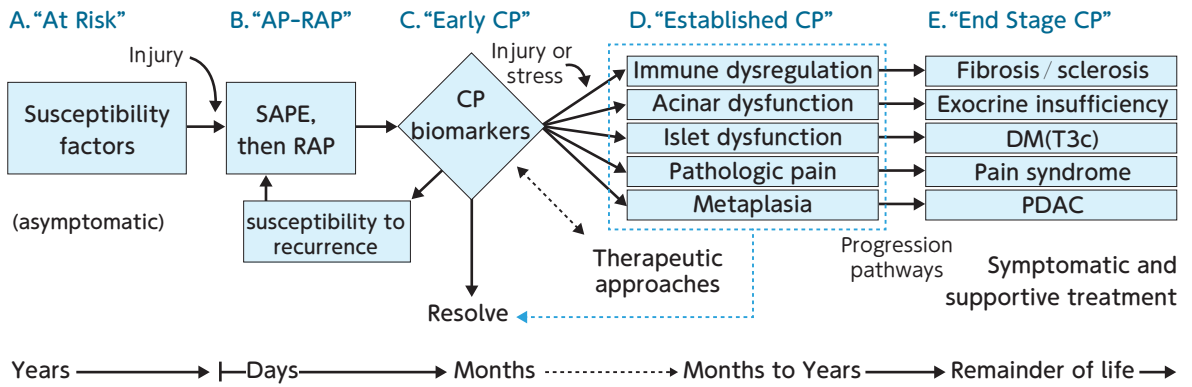 A. “At Risk”
B. “AP-RAP”
C. “Early CP”
D. “Established CP”
E. “End Stage CP”
Injury
Susceptibility
factors
(asymptomatic)
SAPE,
then RAP
susceptibility to
recurrence
CP
biomarkers
Injury or
stress
Immune dysregulation
Acinar dysfunction
Islet dysfunction
Pathologic pain
Metaplasia
Fibrosis / sclerosis
Exocrine insufficiency
DM(T3c)
Pain syndrome
PDAC
Therapeutic
approaches
Resolve
Progression
pathways
Symptomatic and
supportive treatment
Years
Days
Months
Months to Years
Remainder of life